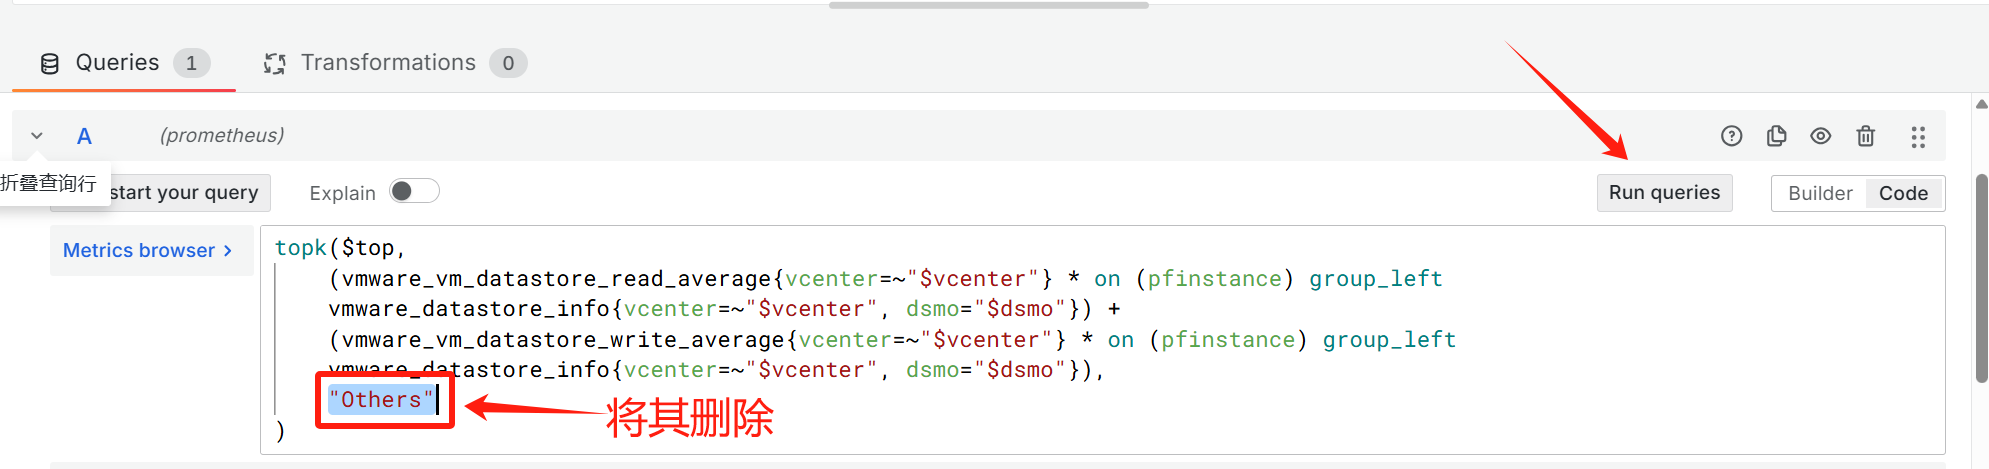 Queries 1 Transformations 0
A (prometheus)
折叠查询行
start your query Explain Run queries Builder Code
Metrics browser >
topk($top,
(vmware_vm_datastore_read_average{vcenter=~"$vcenter"} * on (pfinstance) group_left
vmware_datastore_info{vcenter=~"$vcenter", dsmo="$dsmo"}) +
(vmware_vm_datastore_write_average{vcenter=~"$vcenter"} * on (pfinstance) group_left
vmware_datastore_info{vcenter=~"$vcenter", dsmo="$dsmo"}),
"Others"
将其删除
)